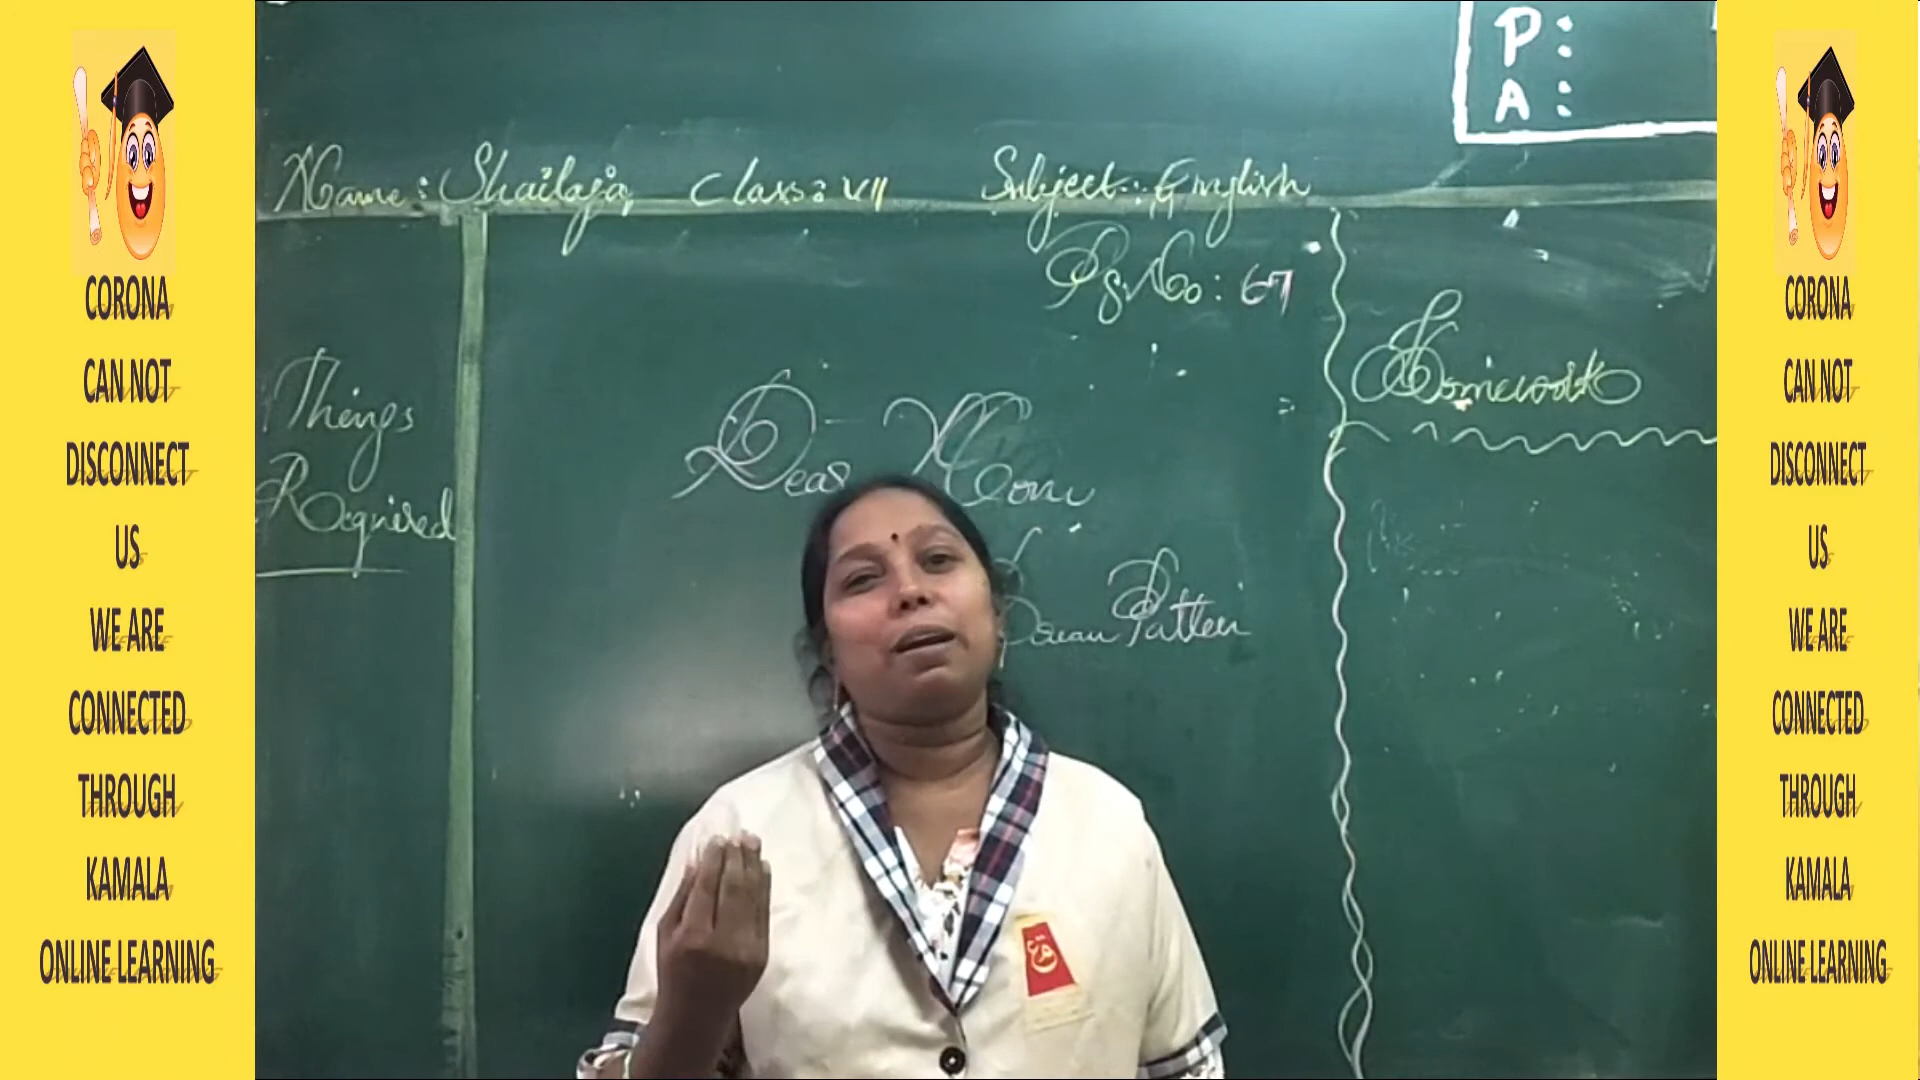 CORONA
CAN NOT
DISCONNECT
US
WE ARE
CONNECTED
THROUGH
KAMALA
ONLINE LEARNING
P:
A:
Name: Shailaja Class: VII Subject: English
Pg No: 67
Things
Required
Dear Mom
Patten
Homework
CORONA
CAN NOT
DISCONNECT
US
WE ARE
CONNECTED
THROUGH
KAMALA
ONLINE LEARNING